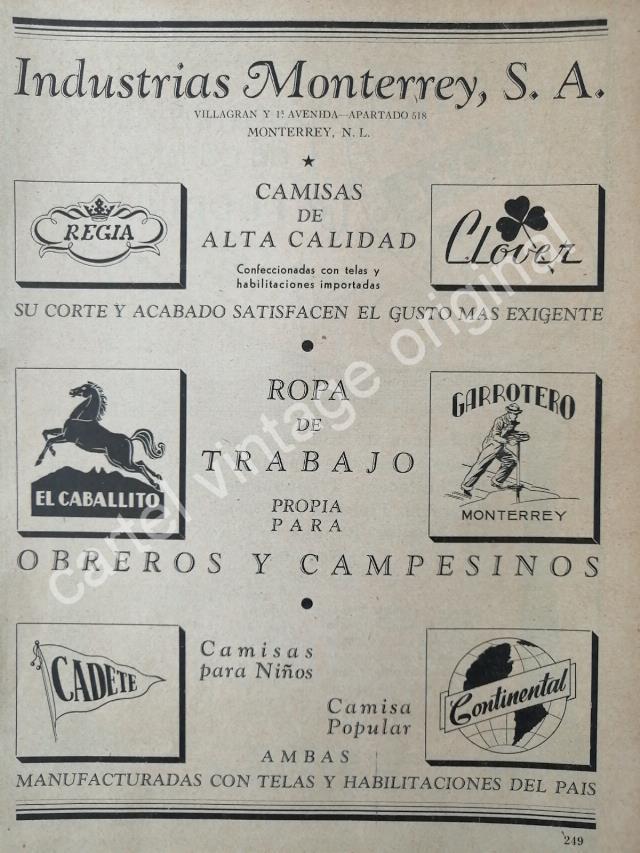 Industrias Monterrey, S. A.
VILLAGRAN Y 1ª AVENIDA—APARTADO 518
MONTERREY, N. L.
REGIA
CAMISAS
DE
ALTA CALIDAD
Confeccionadas con telas y
habilitaciones importadas
Clover
SU CORTE Y ACABADO SATISFACEN EL GUSTO MAS EXIGENTE
EL CABALLITO
ROPA
DE
TRABAJO
PROPIA
PARA
GARROTERO
MONTERREY
OBREROS Y CAMPESINOS
CADETE
Camisas
para Niños
Camisa
Popular
Continental
AMBAS
MANUFACTURADAS CON TELAS Y HABILITACIONES DEL PAIS
249
cartel vintage original